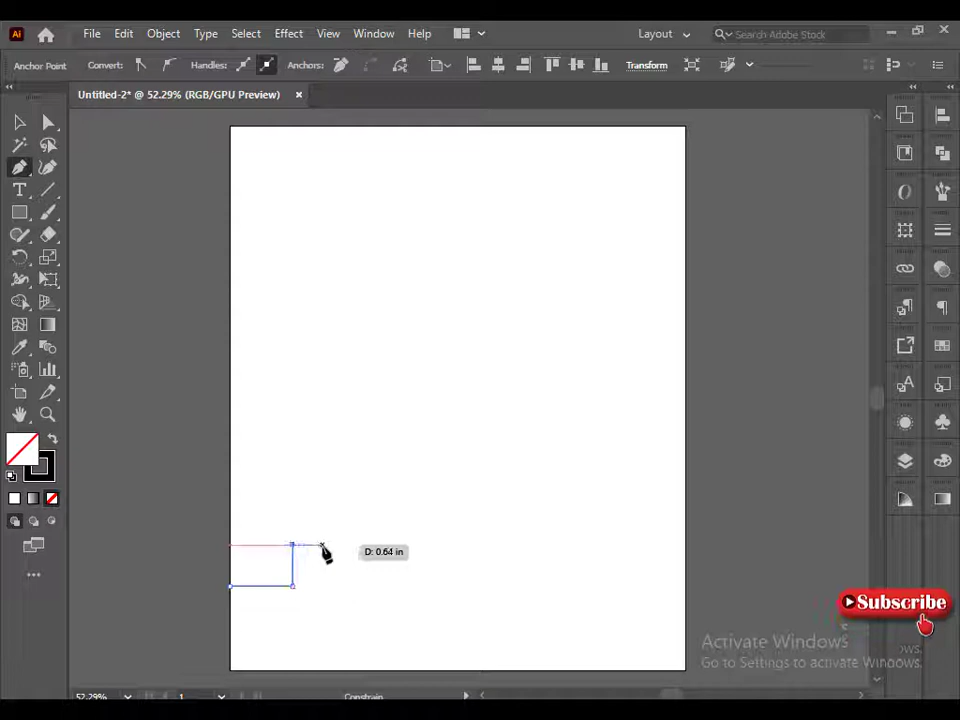 Ai File Edit Object Type Select Effect View Window Help Layout Search Adobe Stock
Anchor Point Convert: Handles: Anchors: Transform
Untitled-2* @ 52.29% (RGB/GPU Preview)
D: 0.64 in
Subscribe
Activate Windows
Go to Settings to activate Windows.
52.29% 1 Constrain